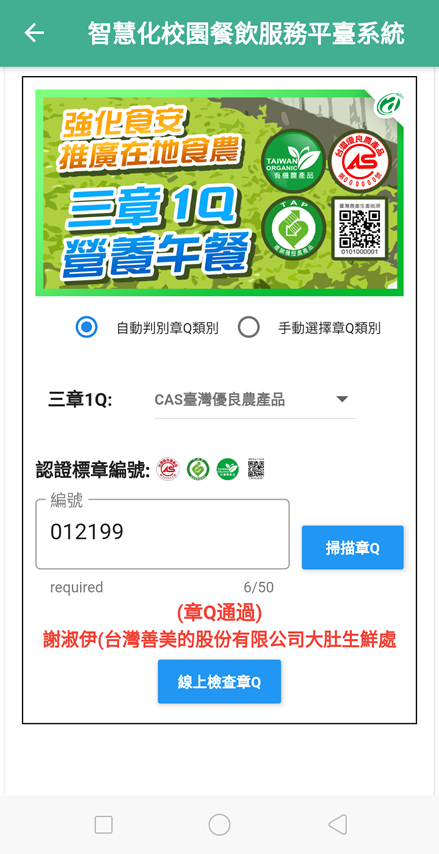 智慧化校園餐飲服務平臺系統
強化食安
推廣在地食農
三章1Q
營養午餐
TAIWAN
ORGANIC
有機農產品
台灣優良農產品
CAS
TAP
產銷履歷農產品
臺灣農產生產追溯
0101000001
自動判別章Q類別
手動選擇章Q類別
三章1Q:
CAS臺灣優良農產品
認證標章編號:
編號
012199
掃描章Q
required
6/50
(章Q通過)
謝淑伊(台灣善美的股份有限公司大肚生鮮處
線上檢查章Q